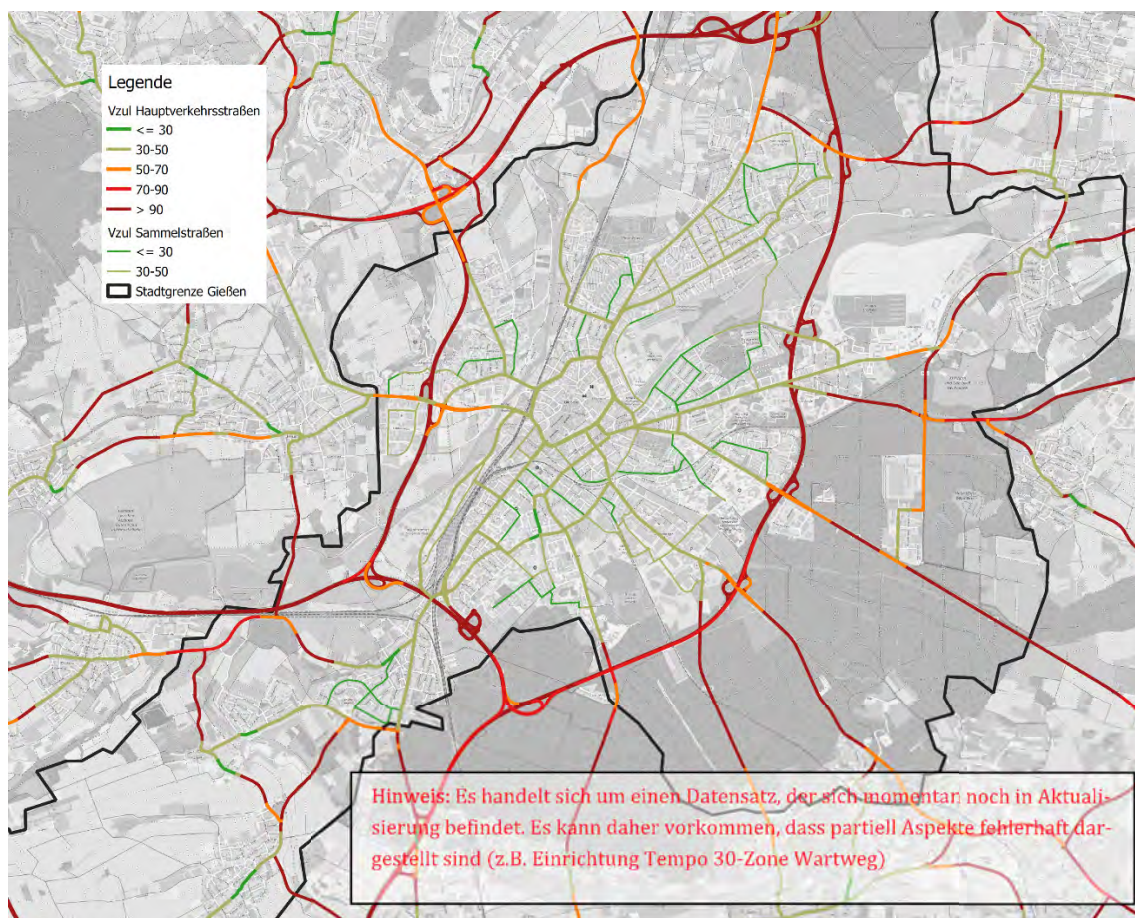 Legende
Vzul Hauptverkehrsstraßen
<= 30
30-50
50-70
70-90
> 90
Vzul Sammelstraßen
<= 30
30-50
Stadtgrenze Gießen
Hinweis: Es handelt sich um einen Datensatz, der sich momentan noch in Aktuali-
sierung befindet. Es kann daher vorkommen, dass partiell Aspekte fehlerhaft dar-
gestellt sind (z.B. Einrichtung Tempo 30-Zone Wartweg)